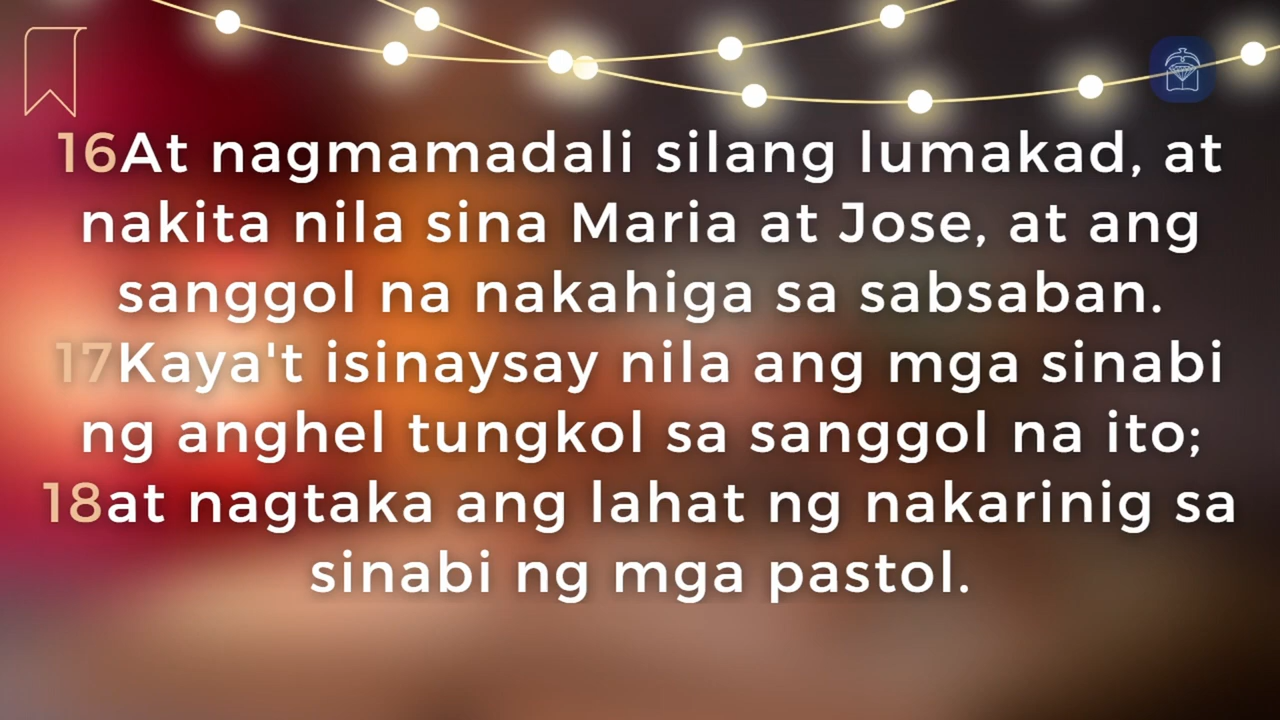 16At nagmamadali silang lumakad, at
nakita nila sina Maria at Jose, at ang
sanggol na nakahiga sa sabsaban.
17Kaya't isinaysay nila ang mga sinabi
ng anghel tungkol sa sanggol na ito;
18at nagtaka ang lahat ng nakarinig sa
sinabi ng mga pastol.